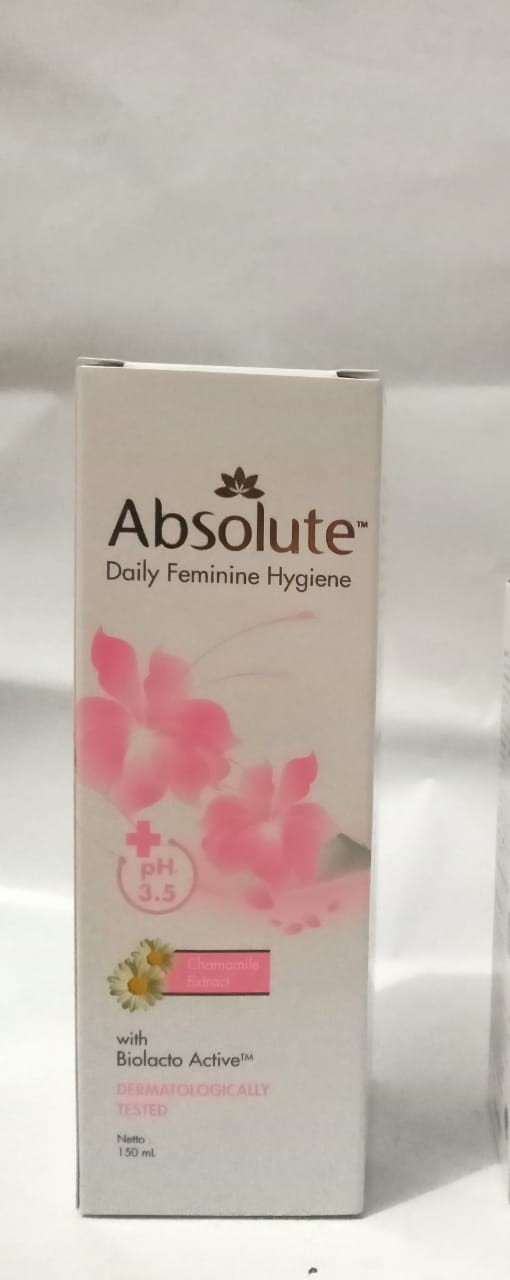 Absolute™
Daily Feminine Hygiene
pH
3.5
Chamomile
Extract
with
Biolacto Active™
DERMATOLOGICALLY
TESTED
Netto :
150 mL